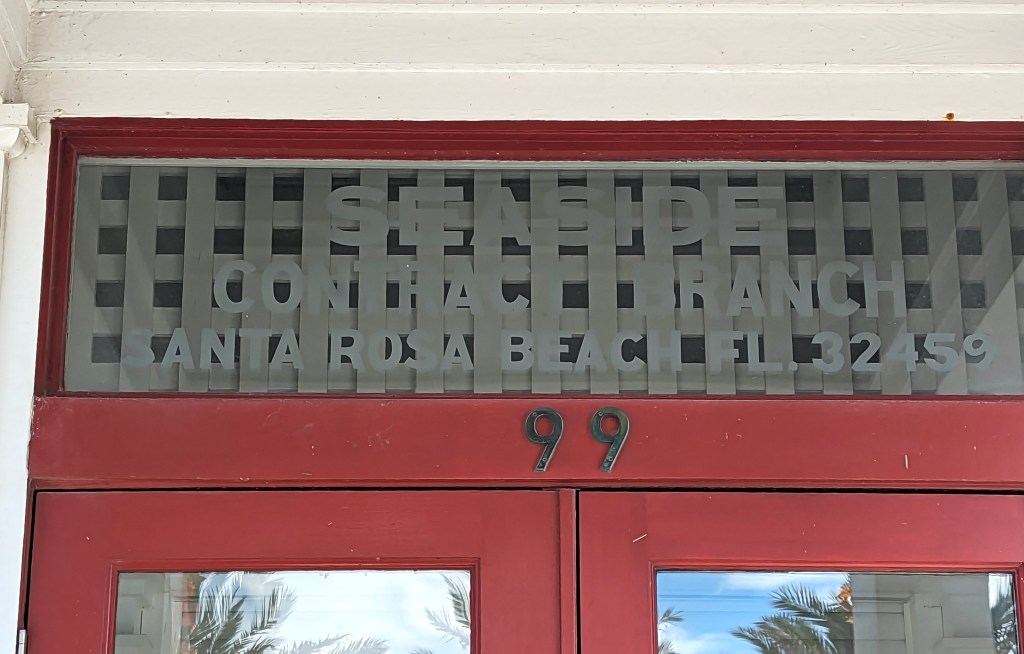 SEASIDE
CONTRACT BRANCH
SANTA ROSA BEACH FL. 32459
99